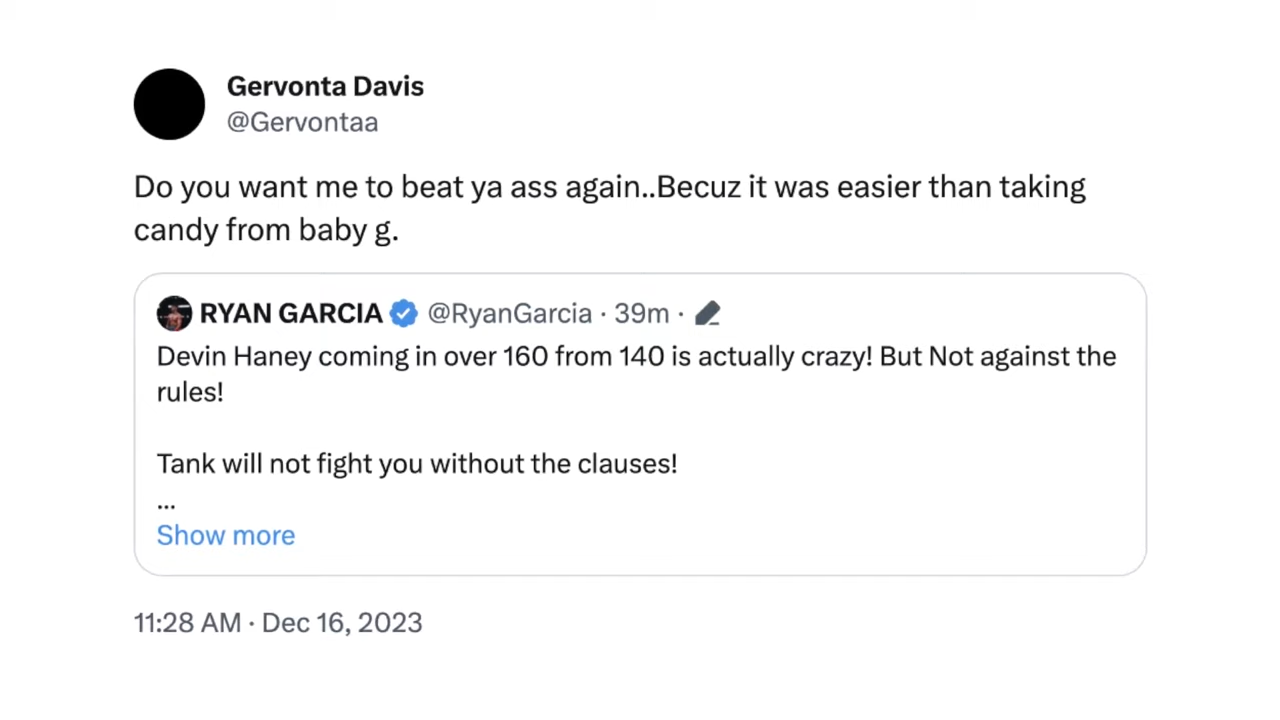 Gervonta Davis
@Gervontaa
Do you want me to beat ya ass again..Becuz it was easier than taking
candy from baby g.
RYAN GARCIA @RyanGarcia · 39m ·
Devin Haney coming in over 160 from 140 is actually crazy! But Not against the
rules!
Tank will not fight you without the clauses!
...
Show more
11:28 AM · Dec 16, 2023